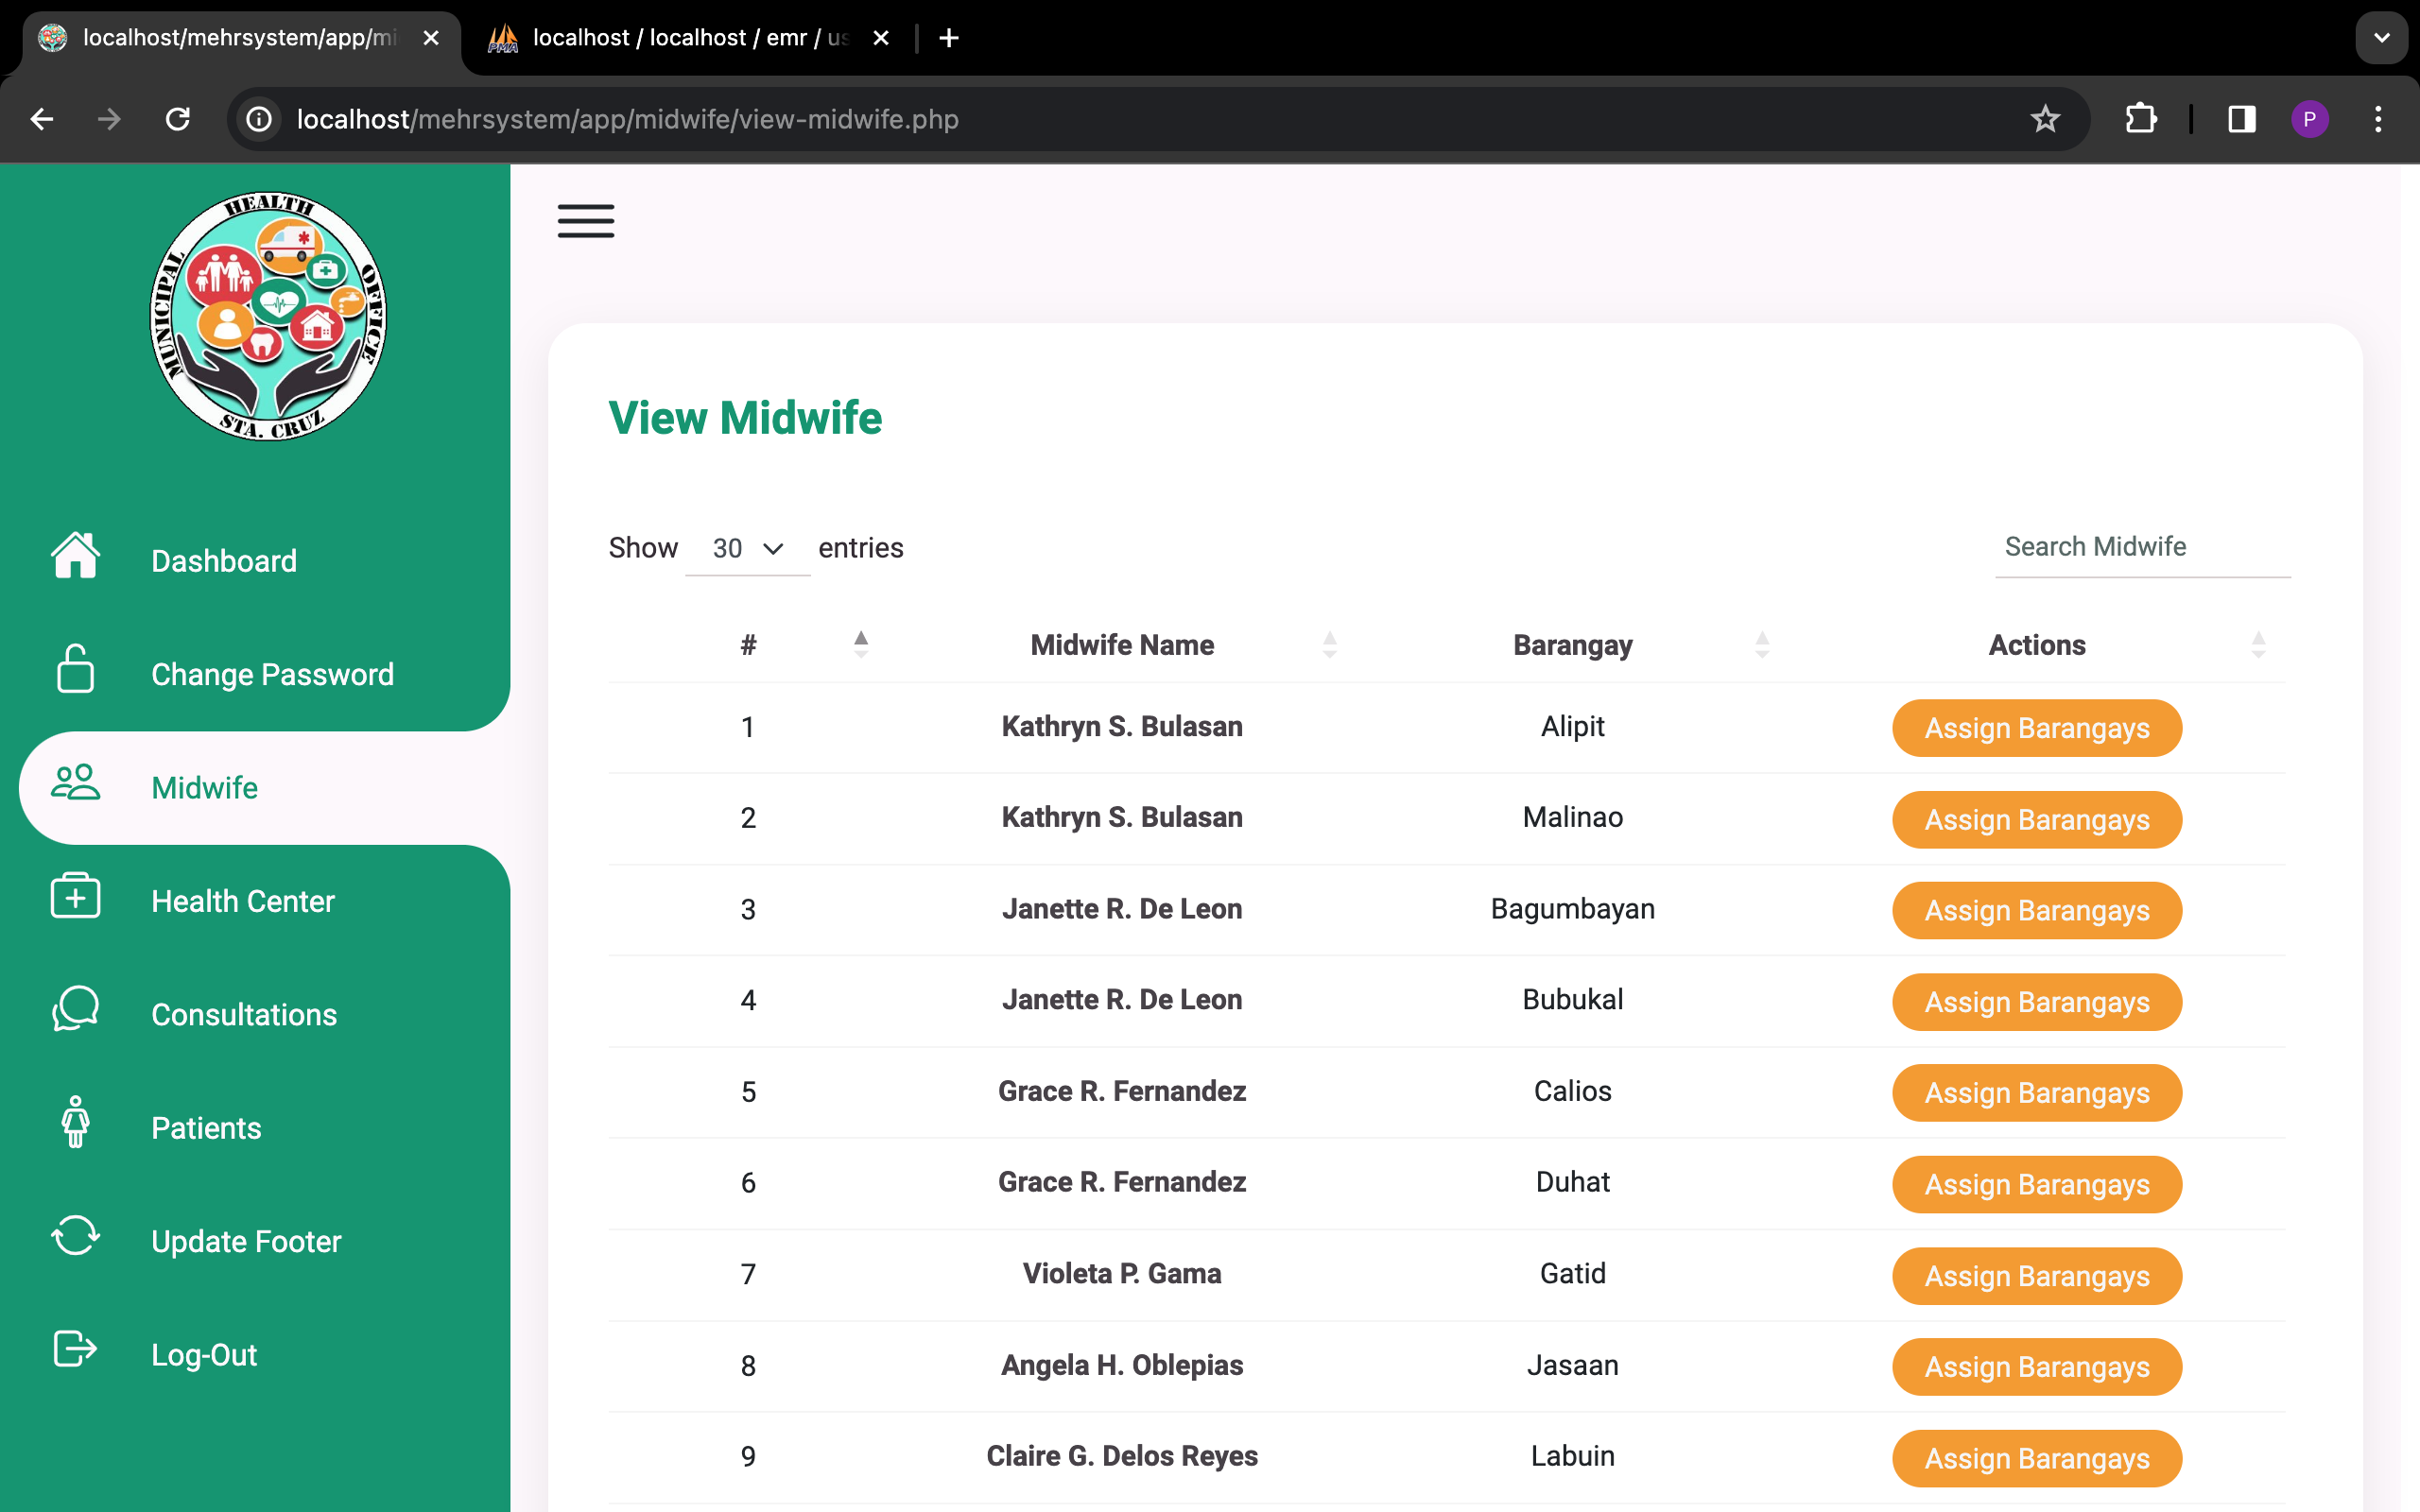 localhost/mehrsystem/app/mi
localhost / localhost / emr / us
localhost/mehrsystem/app/midwife/view-midwife.php
P
MUNICIPAL HEALTH OFFICE
STA. CRUZ
Dashboard
Change Password
Midwife
Health Center
Consultations
Patients
Update Footer
Log-Out
View Midwife
Show 30 entries
Search Midwife
# Midwife Name Barangay Actions
1 Kathryn S. Bulasan Alipit Assign Barangays
2 Kathryn S. Bulasan Malinao Assign Barangays
3 Janette R. De Leon Bagumbayan Assign Barangays
4 Janette R. De Leon Bubukal Assign Barangays
5 Grace R. Fernandez Calios Assign Barangays
6 Grace R. Fernandez Duhat Assign Barangays
7 Violeta P. Gama Gatid Assign Barangays
8 Angela H. Oblepias Jasaan Assign Barangays
9 Claire G. Delos Reyes Labuin Assign Barangays